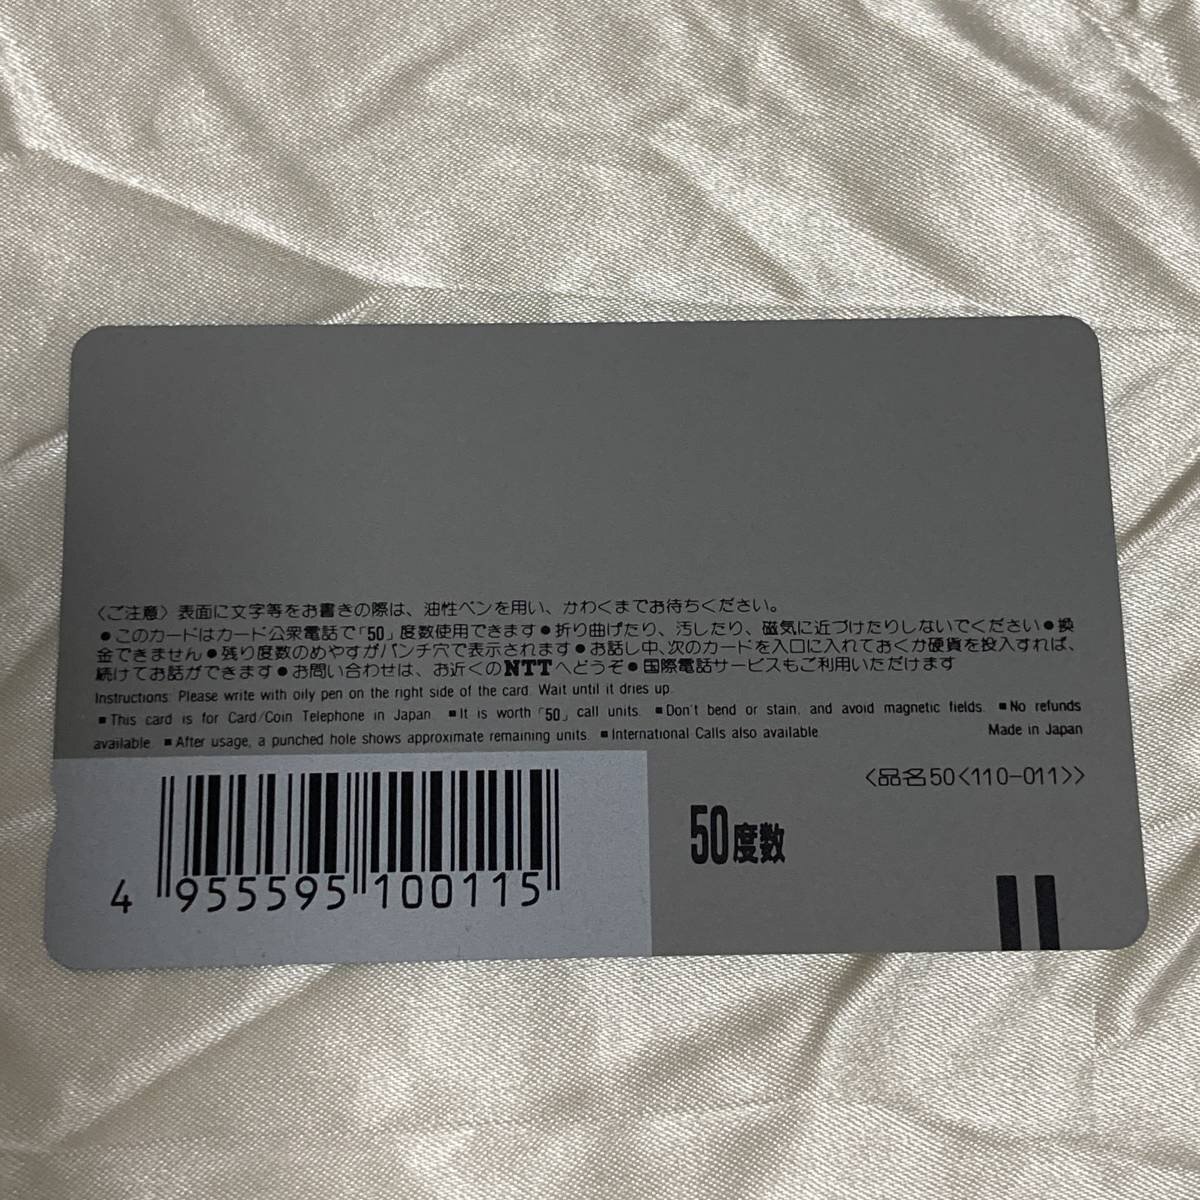 〈ご注意〉表面に文字等をお書きの際は、油性ペンを用い、かわくまでお待ちください。
●このカードはカード公衆電話で「50」度数使用できます●折り曲げたり、汚したり、磁気に近づけたりしないでください●換
金できません●残り度数のめやすがパンチ穴で表示されます●お話し中、次のカードを入口に入れておくか硬貨を投入すれば、
続けてお話ができます●お問い合わせは、お近くのNTTへどうぞ●国際電話サービスもご利用いただけます
Instructions: Please write with oily pen on the right side of the card. Wait until it dries up.
■This card is for Card/Coin Telephone in Japan. ■It is worth「50」call units. ■Don't bend or stain, and avoid magnetic fields. ■No refunds
available. ■After usage, a punched hole shows approximate remaining units. ■International Calls also available.
Made in Japan
〈品名50〈110-011〉〉
50度数
4 955595 100115